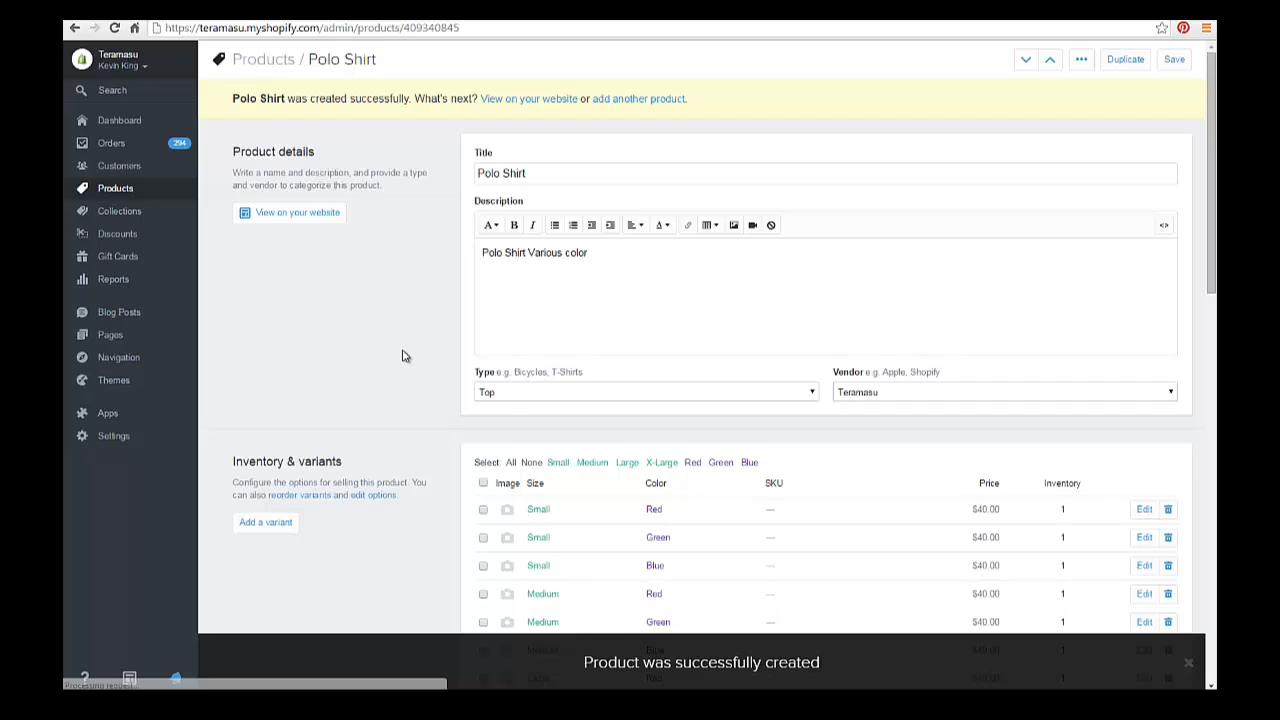 https://teramasu.myshopify.com/admin/products/409340845
Teramasu
Kevin King
Search
Dashboard
Orders 294
Customers
Products
Collections
Discounts
Gift Cards
Reports
Blog Posts
Pages
Navigation
Themes
Apps
Settings
?
Processing request...
Products / Polo Shirt
Duplicate
Save
Polo Shirt was created successfully. What's next? View on your website or add another product.
Product details
Write a name and description, and provide a type
and vendor to categorize this product.
View on your website
Title
Polo Shirt
Description
A B I A <>
Polo Shirt Various color
Type e.g. Bicycles, T-Shirts
Top
Vendor e.g. Apple, Shopify
Teramasu
Inventory & variants
Configure the options for selling this product. You
can also reorder variants and edit options.
Add a variant
Select: All None Small Medium Large X-Large Red Green Blue
Image Size Color SKU Price Inventory
Small Red — $40.00 1 Edit
Small Green — $40.00 1 Edit
Small Blue — $40.00 1 Edit
Medium Red — $40.00 1 Edit
Medium Green — $40.00 1 Edit
Product was successfully created